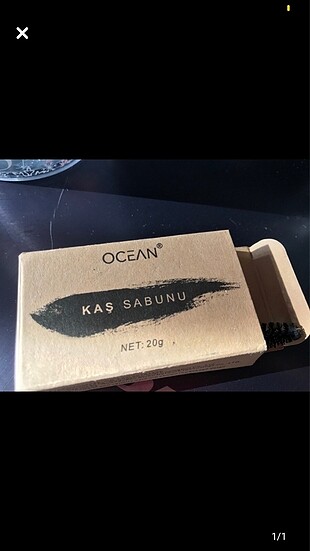 OCEAN®
KAŞ SABUNU
NET: 20g
1/1